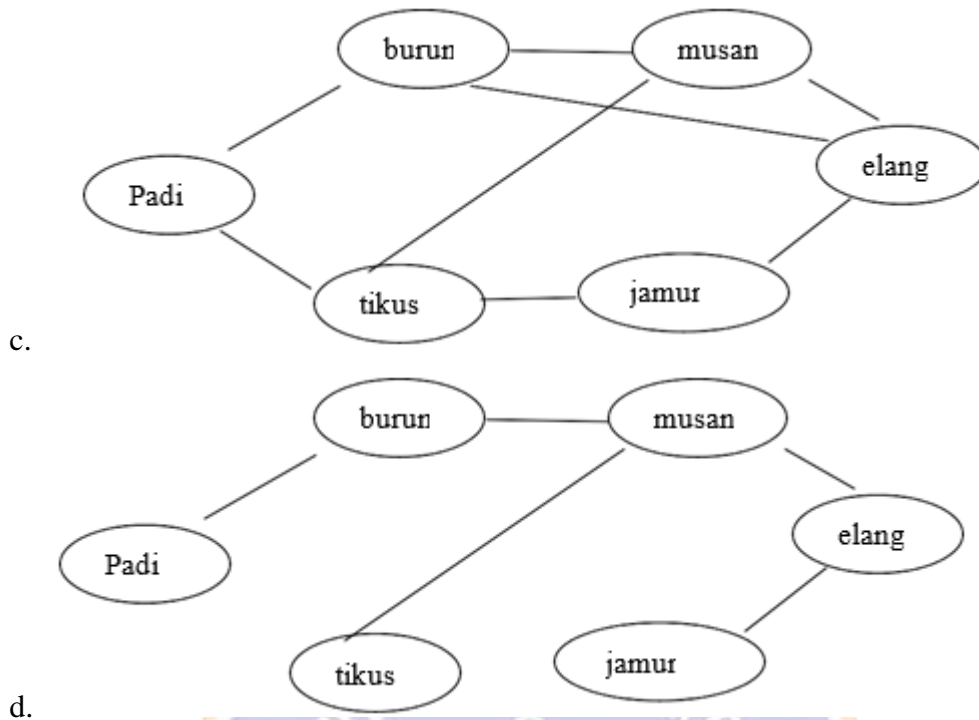 burun
musan
elang
Padi
tikus
jamur
c.
burun
musan
elang
Padi
tikus
jamur
d.